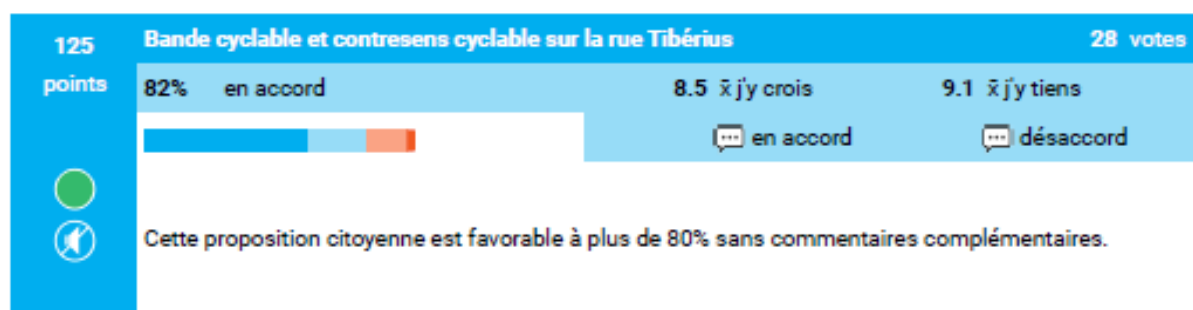 125 points
Bande cyclable et contresens cyclable sur la rue Tibérius 28 votes
82% en accord 8.5 x̄ j'y crois 9.1 x̄ j'y tiens
en accord désaccord
Cette proposition citoyenne est favorable à plus de 80% sans commentaires complémentaires.